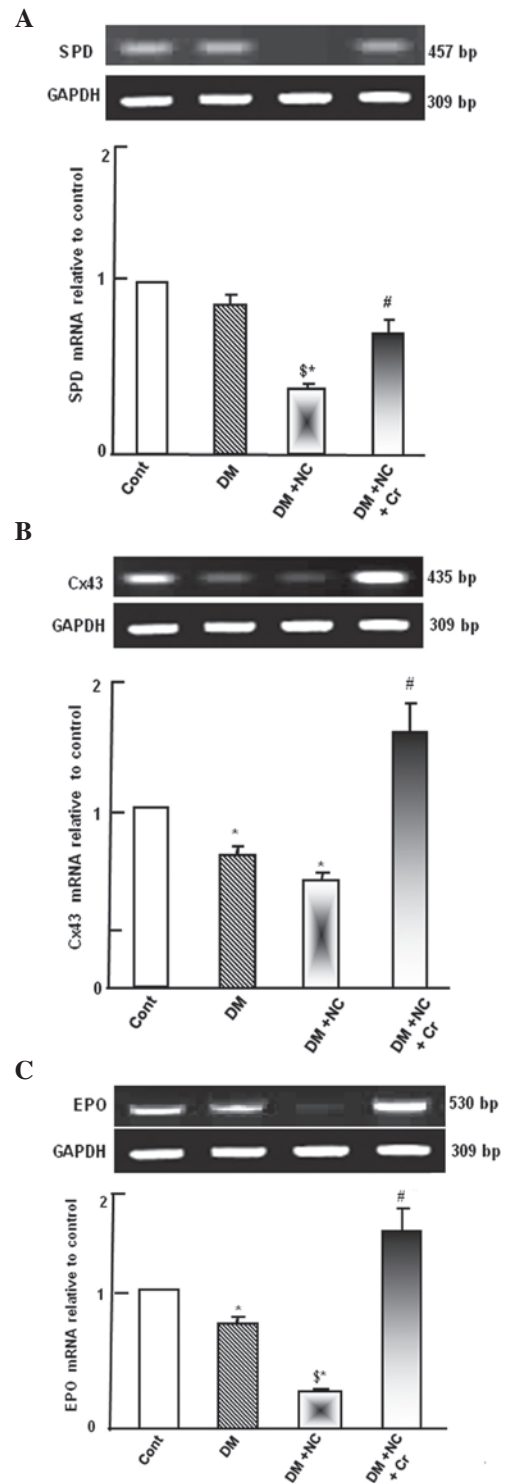 A
SPD
457 bp
GAPDH
309 bp
2
SPD mRNA relative to control
1
#
$*
0
Cont
DM
DM +NC
DM +NC
+ Cr
B
Cx43
435 bp
GAPDH
309 bp
2
#
Cx43 mRNA relative to control
1
*
*
0
Cont
DM
DM +NC
DM +NC
+ Cr
C
EPO
530 bp
GAPDH
309 bp
2
#
EPO mRNA relative to control
1
*
$*
0
Cont
DM
DM +NC
DM +NC
+ Cr